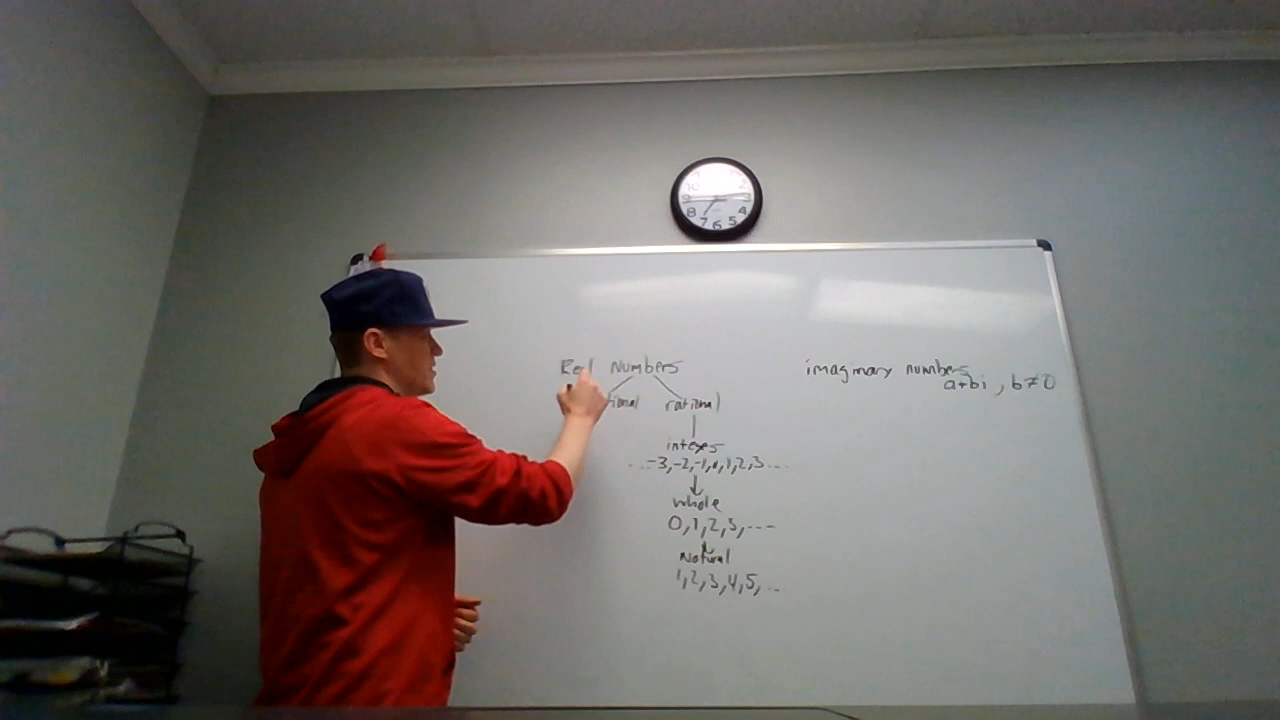 Real Numbers
imaginary numbers
a+bi , b≠0
tional rational
integers
...-3,-2,-1,0,1,2,3...
whole
0,1,2,3,----
Natural
1,2,3,4,5,...